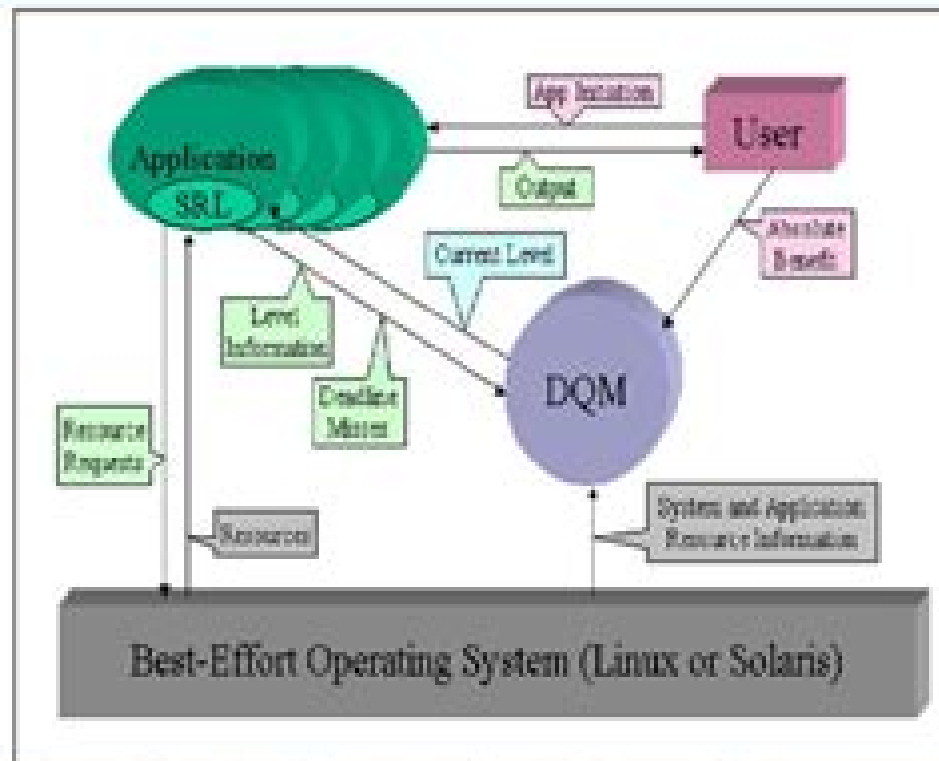 App Initiation
User
Application
SRL
Output
Absolute
Benefit
Current Level
Level
Information
DQM
Deadline
Misses
Resource
Requests
System and Application
Resource Information
Resources
Best-Effort Operating System (Linux or Solaris)